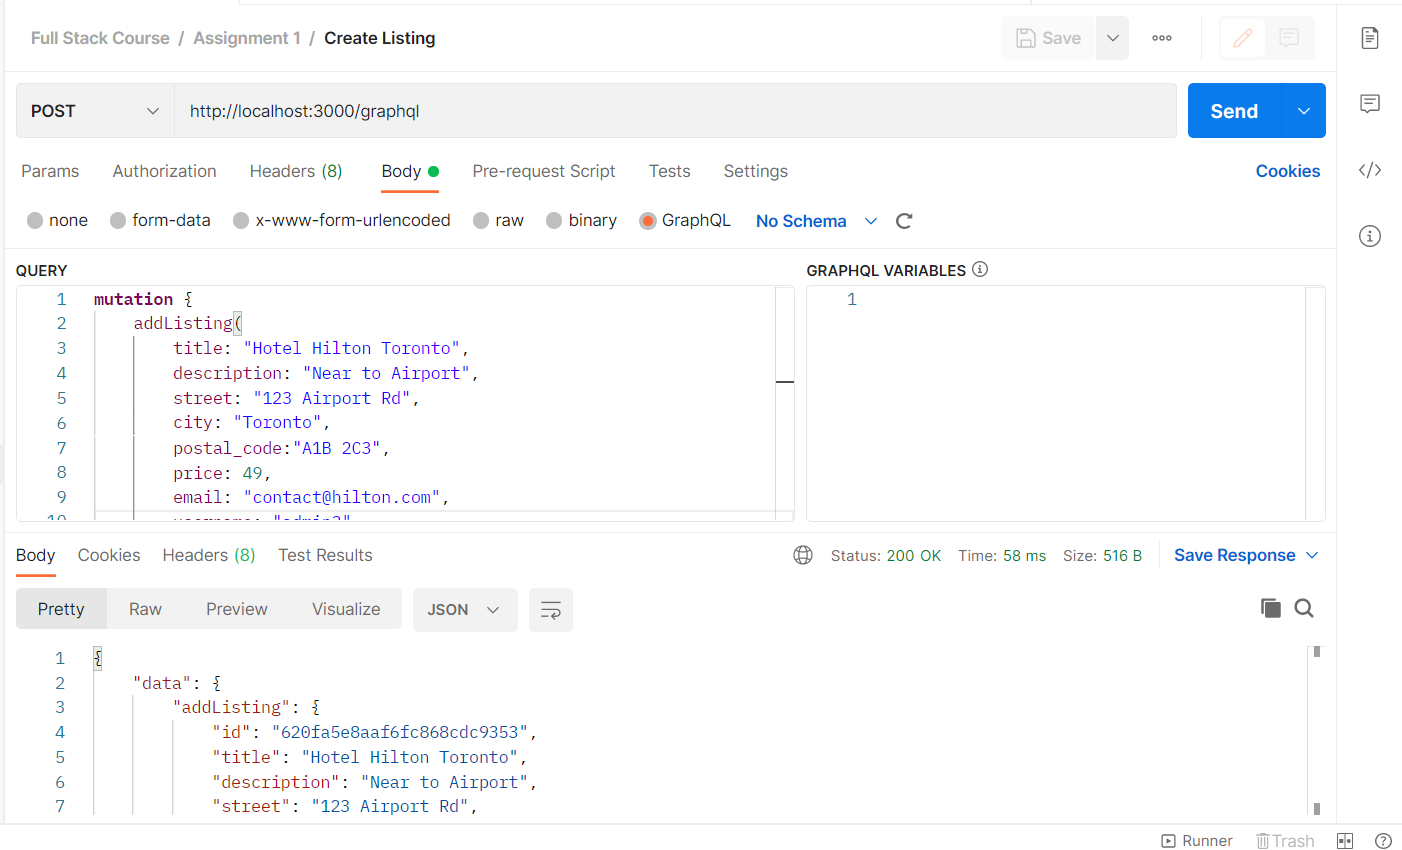 Full Stack Course / Assignment 1 / Create Listing
Save
POST
http://localhost:3000/graphql
Send
Params Authorization Headers (8) Body Pre-request Script Tests Settings Cookies
none form-data x-www-form-urlencoded raw binary GraphQL No Schema
QUERY
GRAPHQL VARIABLES
1 mutation {
2 addListing(
3 title: "Hotel Hilton Toronto",
4 description: "Near to Airport",
5 street: "123 Airport Rd",
6 city: "Toronto",
7 postal_code:"A1B 2C3",
8 price: 49,
9 email: "contact@hilton.com",
10
1
Body Cookies Headers (8) Test Results
Status: 200 OK Time: 58 ms Size: 516 B Save Response
Pretty Raw Preview Visualize JSON
1 {
2 "data": {
3 "addListing": {
4 "id": "620fa5e8aaf6fc868cdc9353",
5 "title": "Hotel Hilton Toronto",
6 "description": "Near to Airport",
7 "street": "123 Airport Rd",
Runner Trash